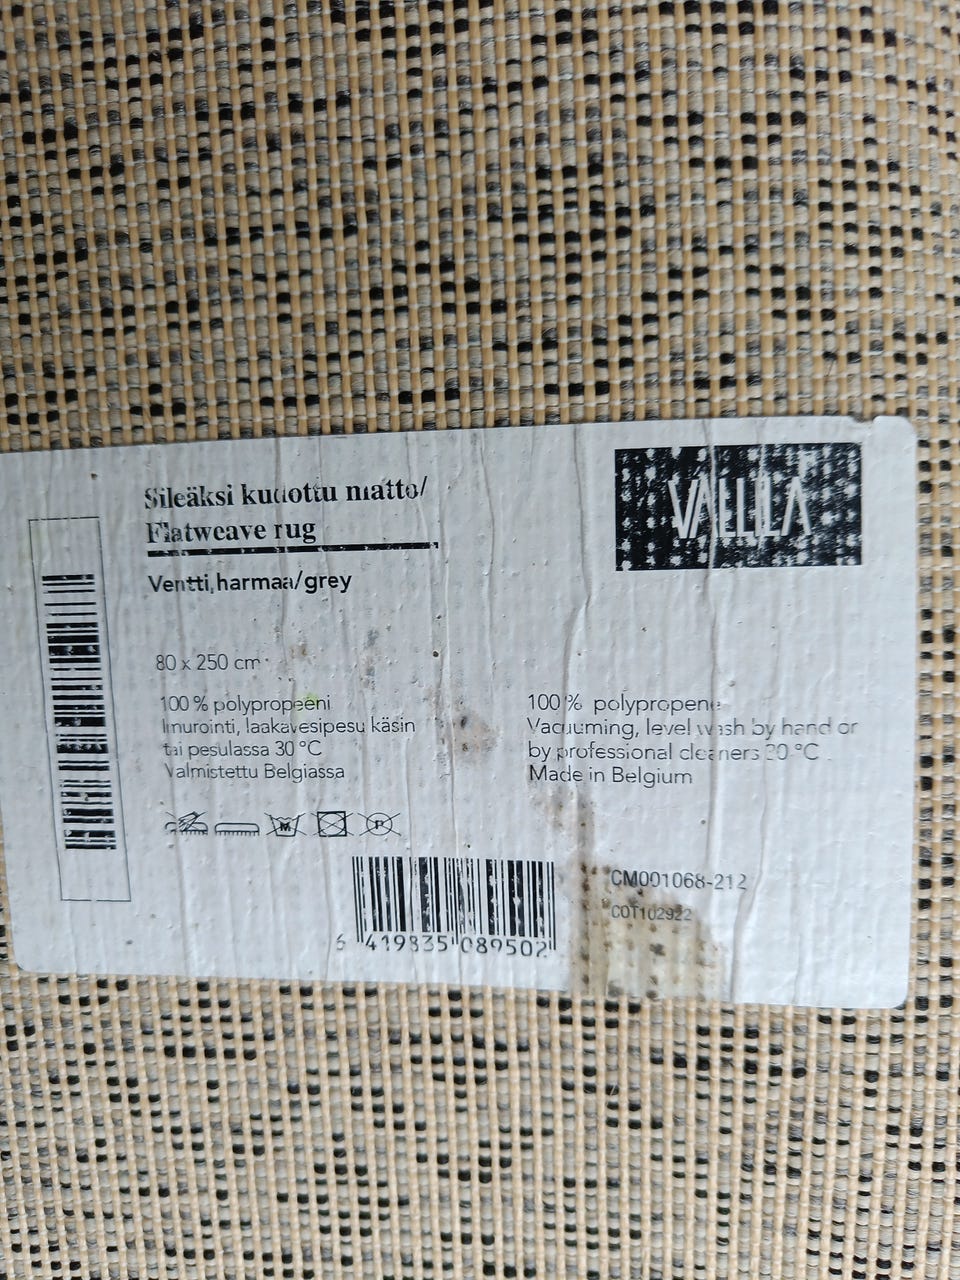 Sileäksi kudottu matto/
Flatweave rug
VALLILA
Ventti, harmaa/grey
80 x 250 cm
100 % polypropeeni
Imurointi, laakavesipesu käsin
tai pesulassa 30 °C
Valmistettu Belgiassa
100 % polypropene
Vacuuming, level wash by hand or
by professional cleaners 30 °C.
Made in Belgium
M
P
6 419835 089502
CM001068-212
COT102922